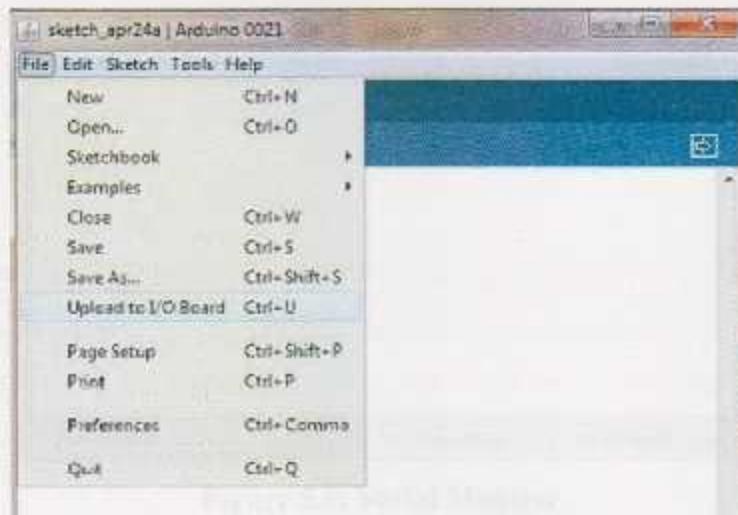 sketch_apr24a | Arduino 0021
File Edit Sketch Tools Help
New Ctrl+N
Open... Ctrl+O
Sketchbook
Examples
Close Ctrl+W
Save Ctrl+S
Save As... Ctrl+Shift+S
Upload to I/O Board Ctrl+U
Page Setup Ctrl+Shift+P
Print Ctrl+P
Preferences Ctrl+Comma
Quit Ctrl+Q